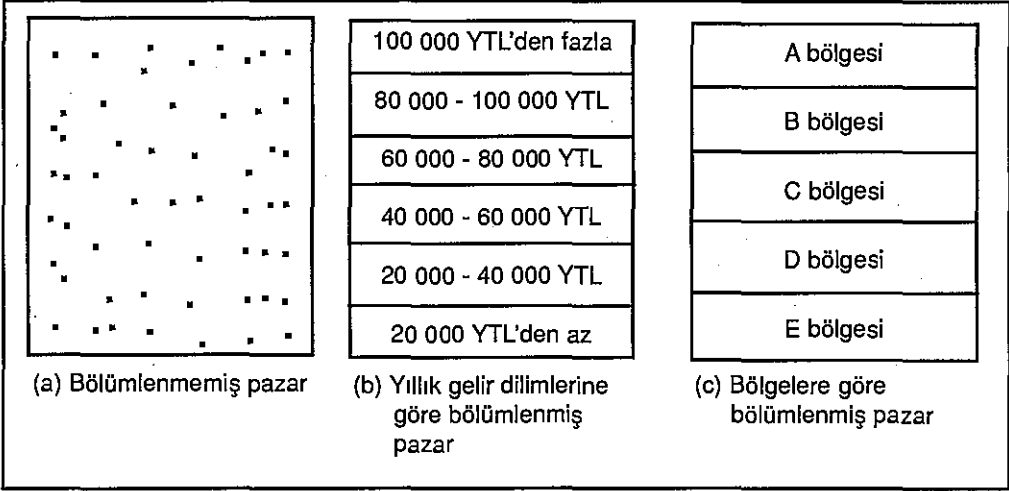 100 000 YTL'den fazla
80 000 - 100 000 YTL
60 000 - 80 000 YTL
40 000 - 60 000 YTL
20 000 - 40 000 YTL
20 000 YTL'den az
A bölgesi
B bölgesi
C bölgesi
D bölgesi
E bölgesi
(a) Bölümlenmemiş pazar
(b) Yıllık gelir dilimlerine
göre bölümlenmiş
pazar
(c) Bölgelere göre
bölümlenmiş pazar